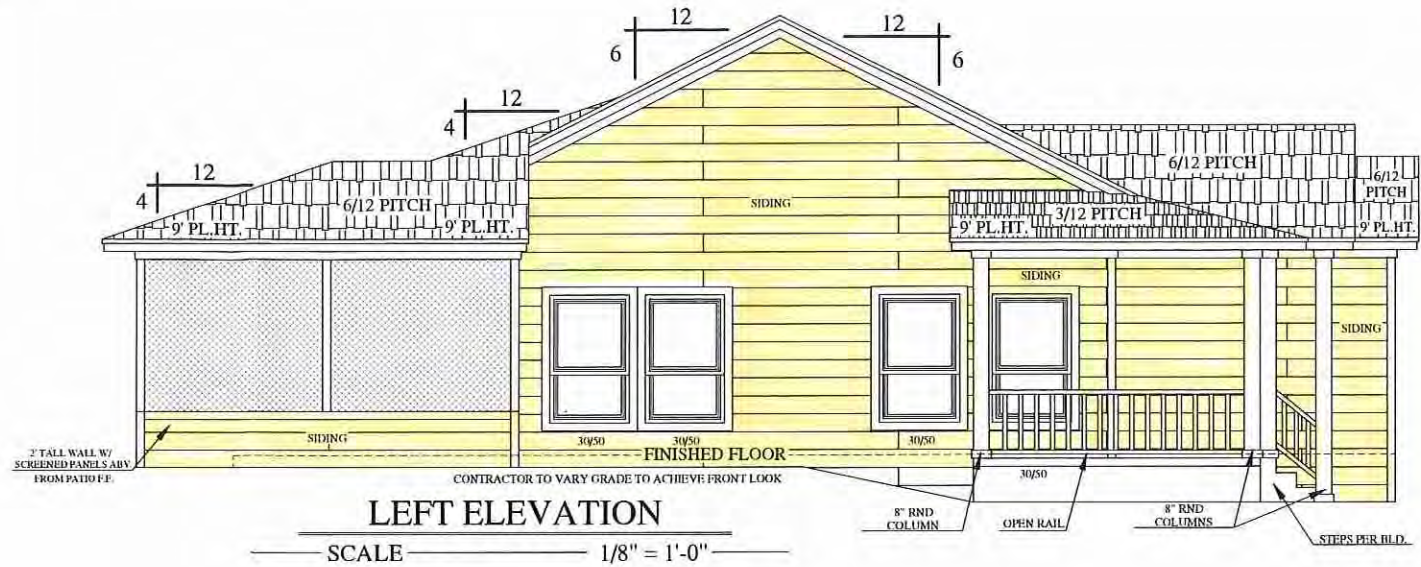 12
12
6
6
12
4
12
4
6/12 PITCH
6/12
PITCH
6/12 PITCH
SIDING
3/12 PITCH
9' PL.HT.
9' PL.HT.
9' PL.HT.
9' PL.HT.
SIDING
SIDING
SIDING
30/50
30/50
30/50
2' TALL WALL W/
SCREENED PANELS ABV
FROM PATIO F.F.
FINISHED FLOOR
30/50
CONTRACTOR TO VARY GRADE TO ACHIEVE FRONT LOOK
8" RND
COLUMN
OPEN RAIL
8" RND
COLUMNS
STEPS PER BLD.
LEFT ELEVATION
SCALE 1/8" = 1'-0"